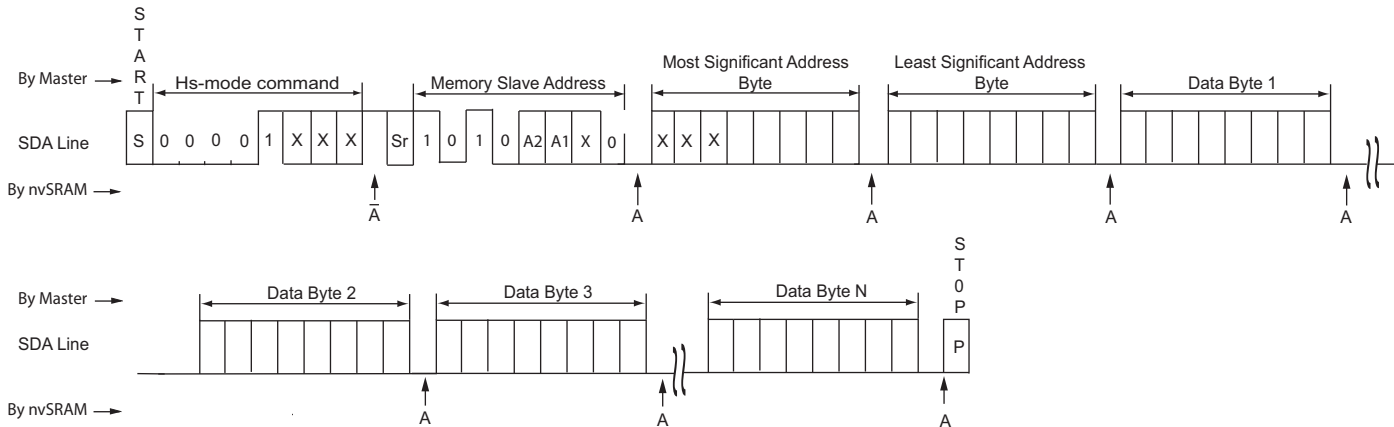 START
By Master
Hs-mode command
Memory Slave Address
Most Significant Address
Byte
Least Significant Address
Byte
Data Byte 1
SDA Line
S 0 0 0 0 1 X X X Sr 1 0 1 0 A2 A1 X 0 X X X
By nvSRAM
A̅ A A A A
ST0P
By Master
Data Byte 2
Data Byte 3
Data Byte N
SDA Line
P
By nvSRAM
A A A